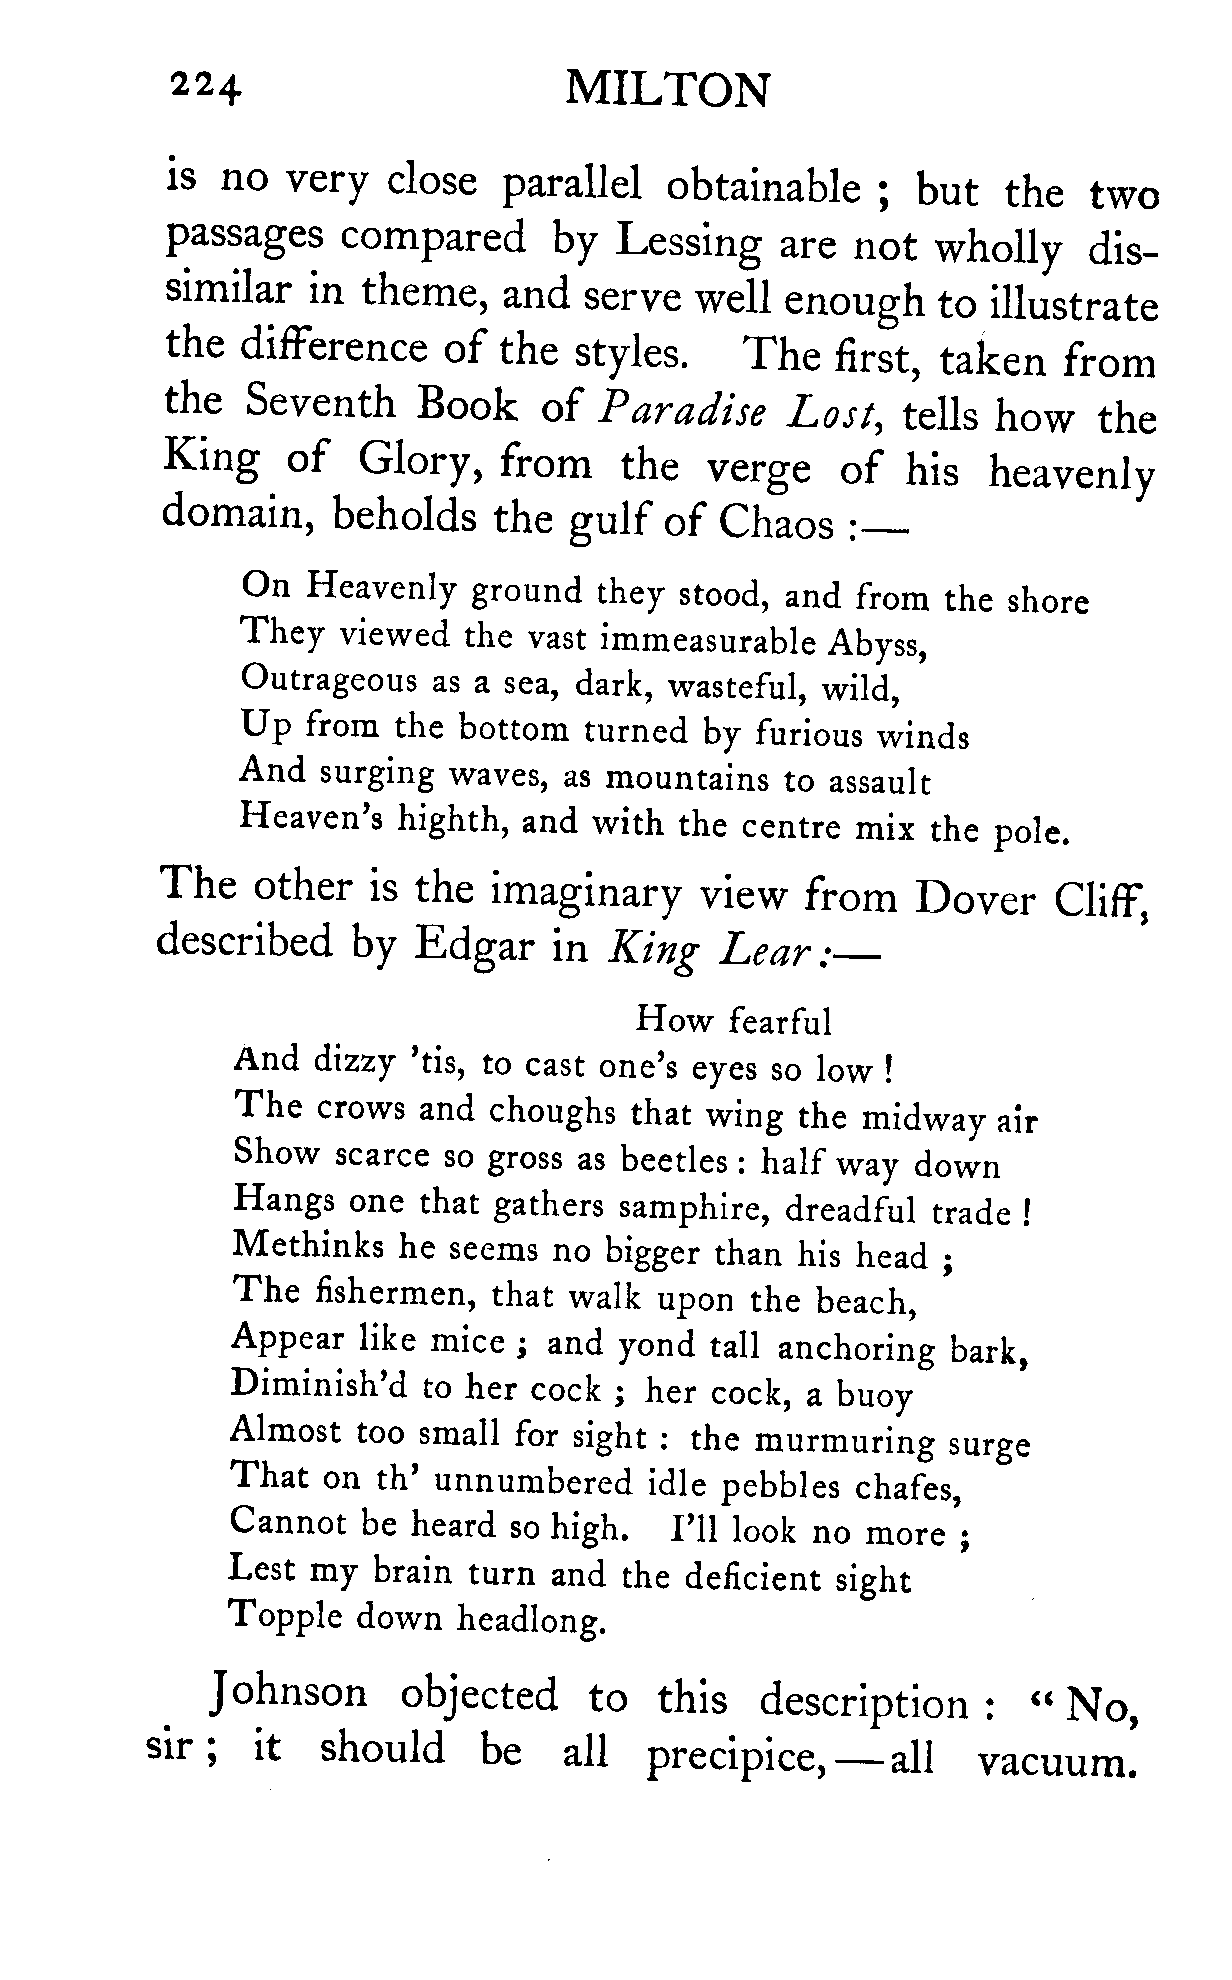 224 MILTON
is no very close parallel obtainable ; but the two
passages compared by Lessing are not wholly dis-
similar in theme, and serve well enough to illustrate
the difference of the styles. The first, taken from
the Seventh Book of Paradise Lost, tells how the
King of Glory, from the verge of his heavenly
domain, beholds the gulf of Chaos :—
On Heavenly ground they stood, and from the shore
They viewed the vast immeasurable Abyss,
Outrageous as a sea, dark, wasteful, wild,
Up from the bottom turned by furious winds
And surging waves, as mountains to assault
Heaven's highth, and with the centre mix the pole.
The other is the imaginary view from Dover Cliff,
described by Edgar in King Lear :—
How fearful
And dizzy 'tis, to cast one's eyes so low !
The crows and choughs that wing the midway air
Show scarce so gross as beetles : half way down
Hangs one that gathers samphire, dreadful trade !
Methinks he seems no bigger than his head ;
The fishermen, that walk upon the beach,
Appear like mice ; and yond tall anchoring bark,
Diminish'd to her cock ; her cock, a buoy
Almost too small for sight : the murmuring surge
That on th' unnumbered idle pebbles chafes,
Cannot be heard so high. I'll look no more ;
Lest my brain turn and the deficient sight
Topple down headlong.
Johnson objected to this description : “ No,
sir ; it should be all precipice,—all vacuum.